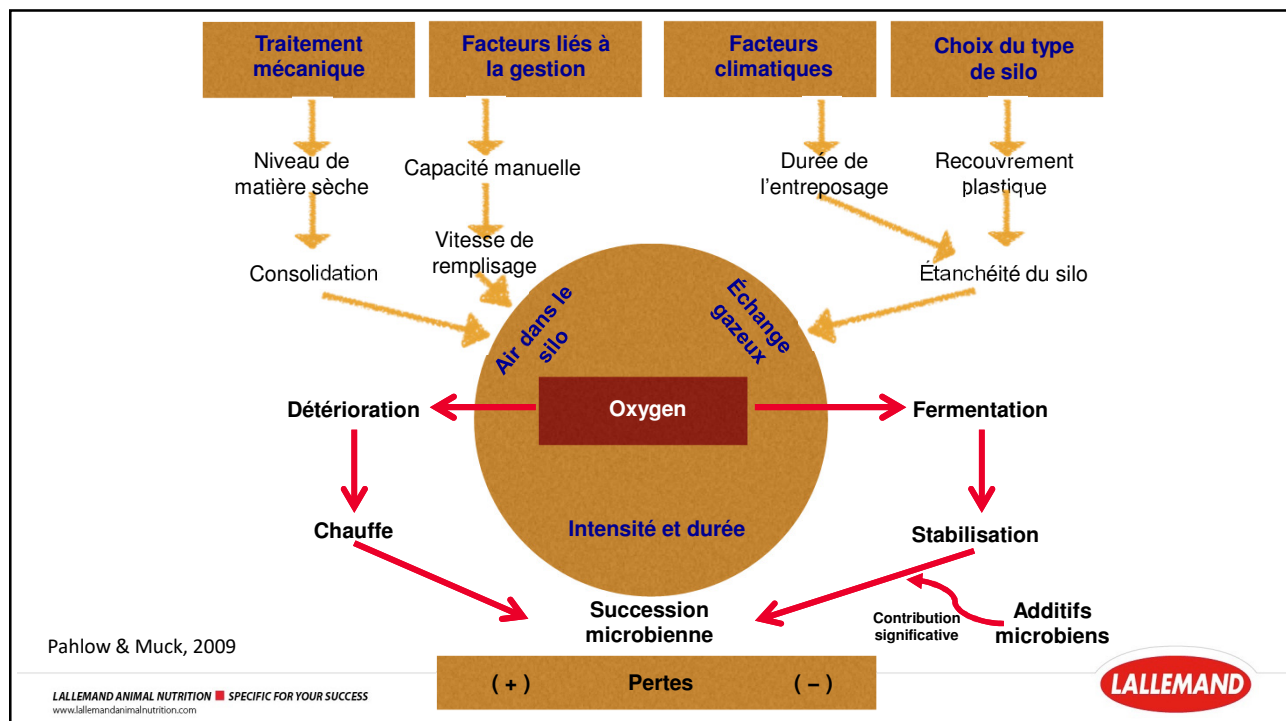 Traitement
mécanique
Facteurs liés à
la gestion
Facteurs
climatiques
Choix du type
de silo
Niveau de
matière sèche
Capacité manuelle
Durée de
l'entreposage
Recouvrement
plastique
Consolidation
Vitesse de
remplisage
Étanchéité du silo
Air dans le
silo
Échange
gazeux
Détérioration
Oxygen
Fermentation
Chauffe
Intensité et durée
Stabilisation
Succession
microbienne
Contribution
significative
Additifs
microbiens
Pahlow & Muck, 2009
( + ) Pertes ( – )
LALLEMAND ANIMAL NUTRITION ■ SPECIFIC FOR YOUR SUCCESS
www.lallemandanimalnutrition.com
LALLEMAND